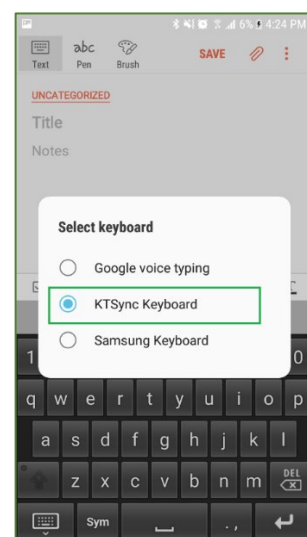 6% 4:24 PM
Text abc Pen Brush SAVE
UNCATEGORIZED
Title
Notes
Select keyboard
Google voice typing
KTSync Keyboard
Samsung Keyboard
1 0
q w e r t y u i o p
a s d f g h j k l
z x c v b n m DEL
Sym . ,